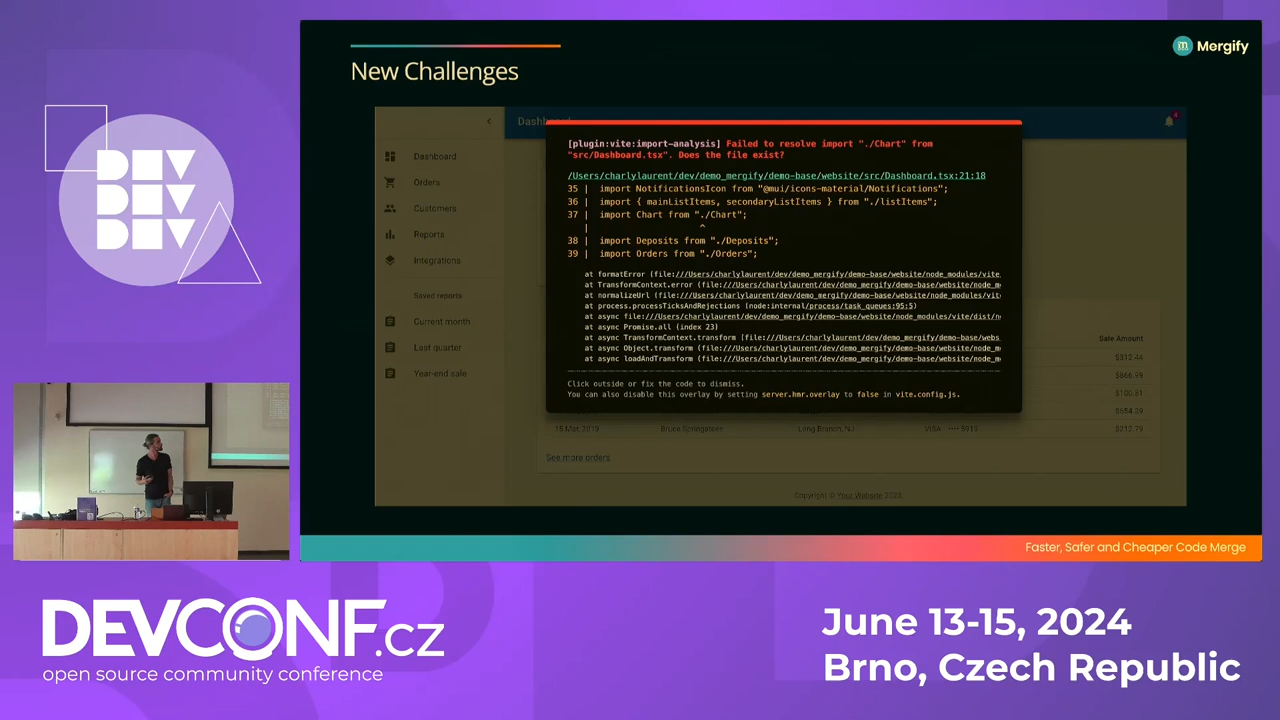 DEV
DEV
DEV
New Challenges
Mergify
Dashboard
Orders
Customers
Reports
Integrations
Saved reports
Current month
Last quarter
Year-end sale
[plugin:vite:import-analysis] Failed to resolve import "./Chart" from
"src/Dashboard.tsx". Does the file exist?
/Users/charlylaurent/dev/demo_mergify/demo-base/website/src/Dashboard.tsx:21:18
35 | import NotificationsIcon from "@mui/icons-material/Notifications";
36 | import { mainListItems, secondaryListItems } from "./listItems";
37 | import Chart from "./Chart";
| ^
38 | import Deposits from "./Deposits";
39 | import Orders from "./Orders";
at formatError (file:///Users/charlylaurent/dev/demo_mergify/demo-base/website/node_modules/vite
at TransformContext.error (file:///Users/charlylaurent/dev/demo_mergify/demo-base/website/node_m
at normalizeUrl (file:///Users/charlylaurent/dev/demo_mergify/demo-base/website/node_modules/vit
at process.processTicksAndRejections (node:internal/process/task_queues:95:5)
at async file:///Users/charlylaurent/dev/demo_mergify/demo-base/website/node_modules/vite/dist/n
at async Promise.all (index 23)
at async TransformContext.transform (file:///Users/charlylaurent/dev/demo_mergify/demo-base/webs
at async Object.transform (file:///Users/charlylaurent/dev/demo_mergify/demo-base/website/node_m
at async loadAndTransform (file:///Users/charlylaurent/dev/demo_mergify/demo-base/website/node_m
Click outside or fix the code to dismiss.
You can also disable this overlay by setting server.hmr.overlay to false in vite.config.js.
Sale Amount
$312.44
$866.99
$100.81
$654.39
15 Mar, 2019 Bruce Springsteen Long Branch, NJ VISA •••• 5919 $212.79
See more orders
Copyright © Your Website 2023.
Faster, Safer and Cheaper Code Merge
DEVCONF.cz
open source community conference
June 13-15, 2024
Brno, Czech Republic